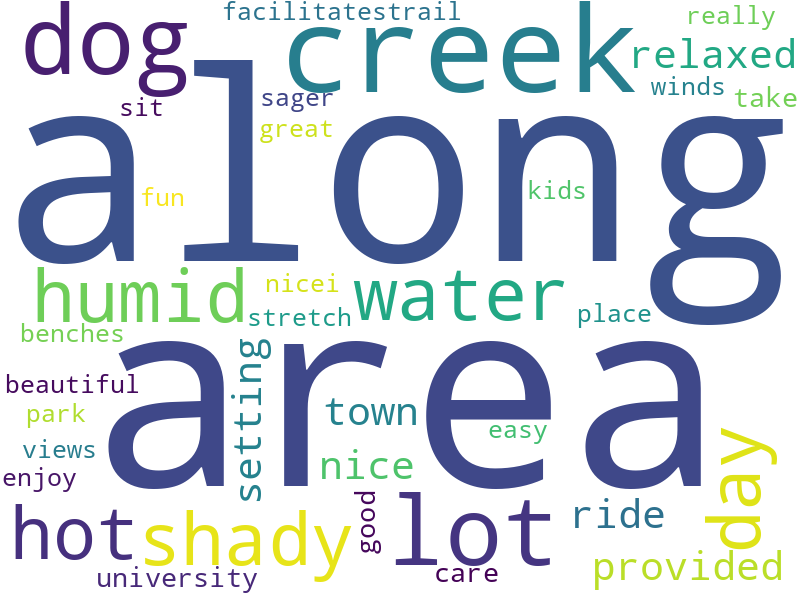 facilitatestrail
really
dog
creek
relaxed
winds
take
sit
sager
great
along
fun
kids
humid
nicei
water
stretch
place
benches
area
beautiful
setting
town
park
easy
views
nice
enjoy
day
hot
shady
good
lot
ride
provided
university
care